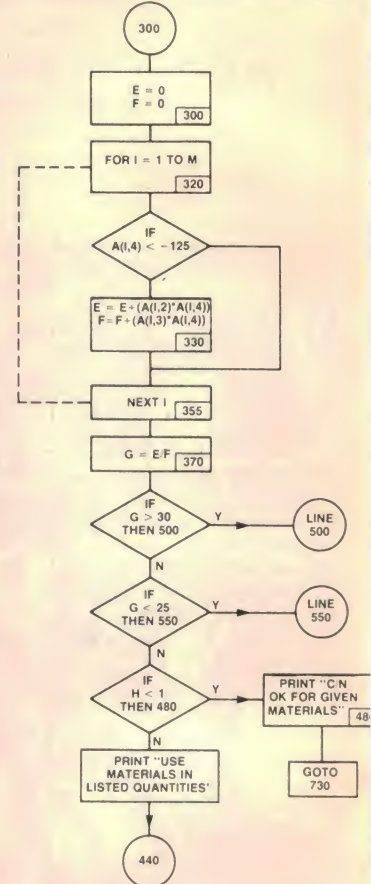 300
E = 0
F = 0
300
FOR I = 1 TO M
320
IF
A(I,4) < -125
E = E+(A(I,2)*A(I,4))
F=F+(A(I,3)*A(I,4))
330
NEXT I
355
G = E/F
370
IF
G > 30
THEN 500
Y
LINE
500
N
IF
G < 25
THEN 550
Y
LINE
550
N
IF
H < 1
THEN 480
Y
PRINT "C/N
OK FOR GIVEN
MATERIALS"
48
N
PRINT "USE
MATERIALS IN
LISTED QUANTITIES'
GOTO
730
440